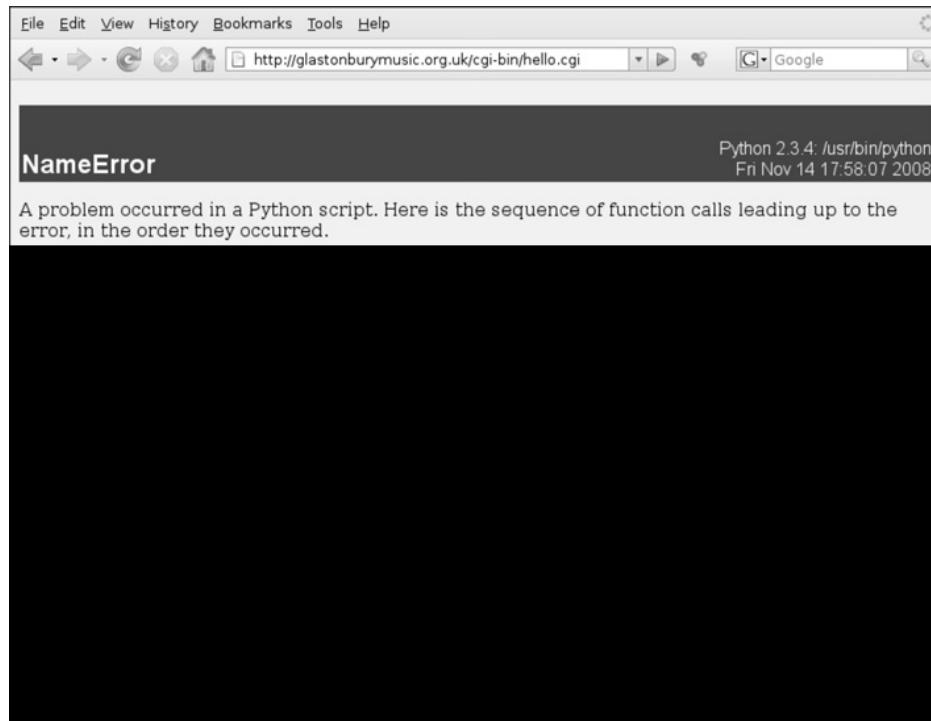 File Edit View History Bookmarks Tools Help
http://glastonburymusic.org.uk/cgi-bin/hello.cgi G Google
NameError
Python 2.3.4: /usr/bin/python
Fri Nov 14 17:58:07 2008
A problem occurred in a Python script. Here is the sequence of function calls leading up to the
error, in the order they occurred.